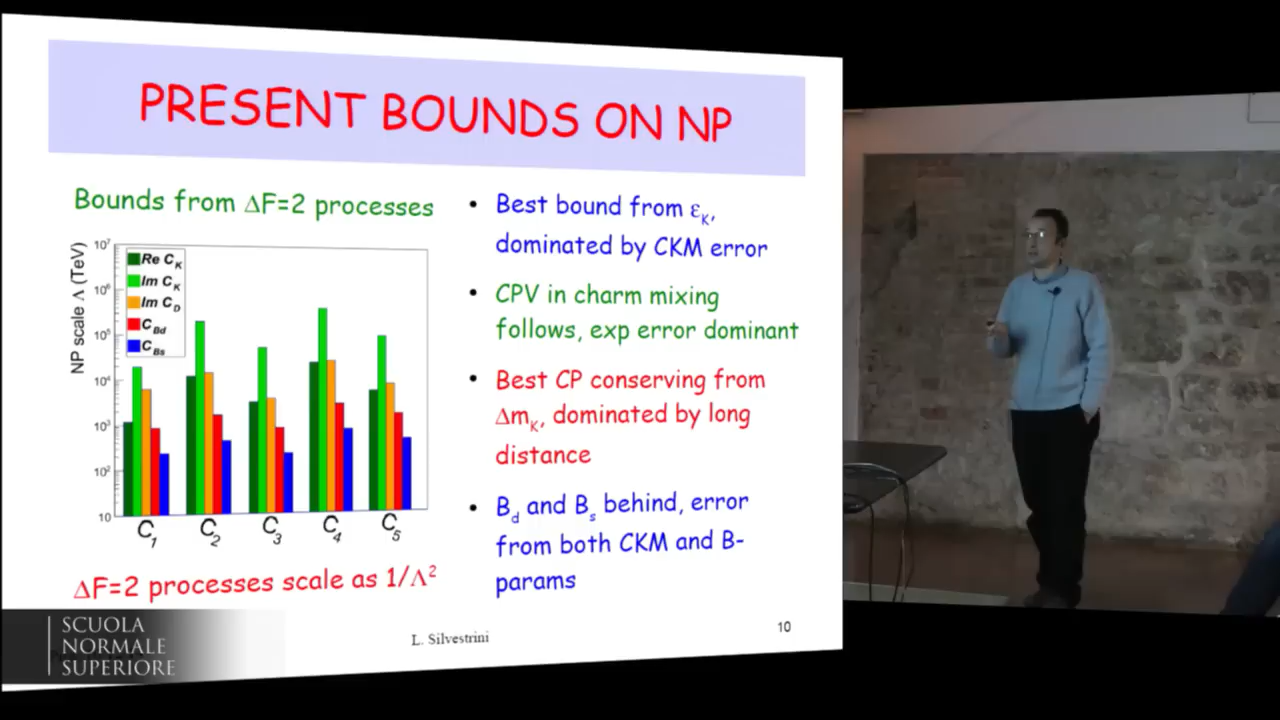 PRESENT BOUNDS ON NP
Bounds from ΔF=2 processes
NP scale Λ (TeV)
10⁷
10⁶
10⁵
10⁴
10³
10²
10
Re C_K
Im C_K
Im C_D
C_Bd
C_Bs
C₁ C₂ C₃ C₄ C₅
ΔF=2 processes scale as 1/Λ²
• Best bound from ε_K,
dominated by CKM error
• CPV in charm mixing
follows, exp error dominant
• Best CP conserving from
Δm_K, dominated by long
distance
• B_d and B_s behind, error
from both CKM and B-
params
L. Silvestrini
10
SCUOLA
NORMALE
SUPERIORE